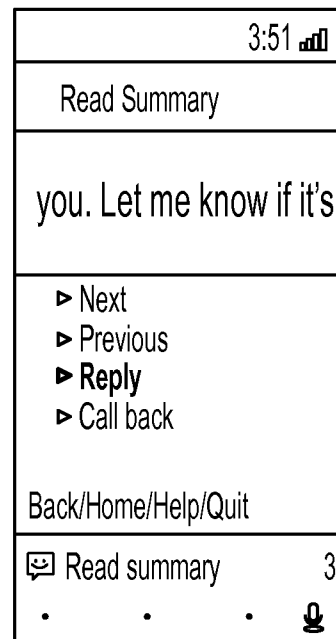 3:51
Read Summary
you. Let me know if it's
Next
Previous
Reply
Call back
Back/Home/Help/Quit
Read summary 3